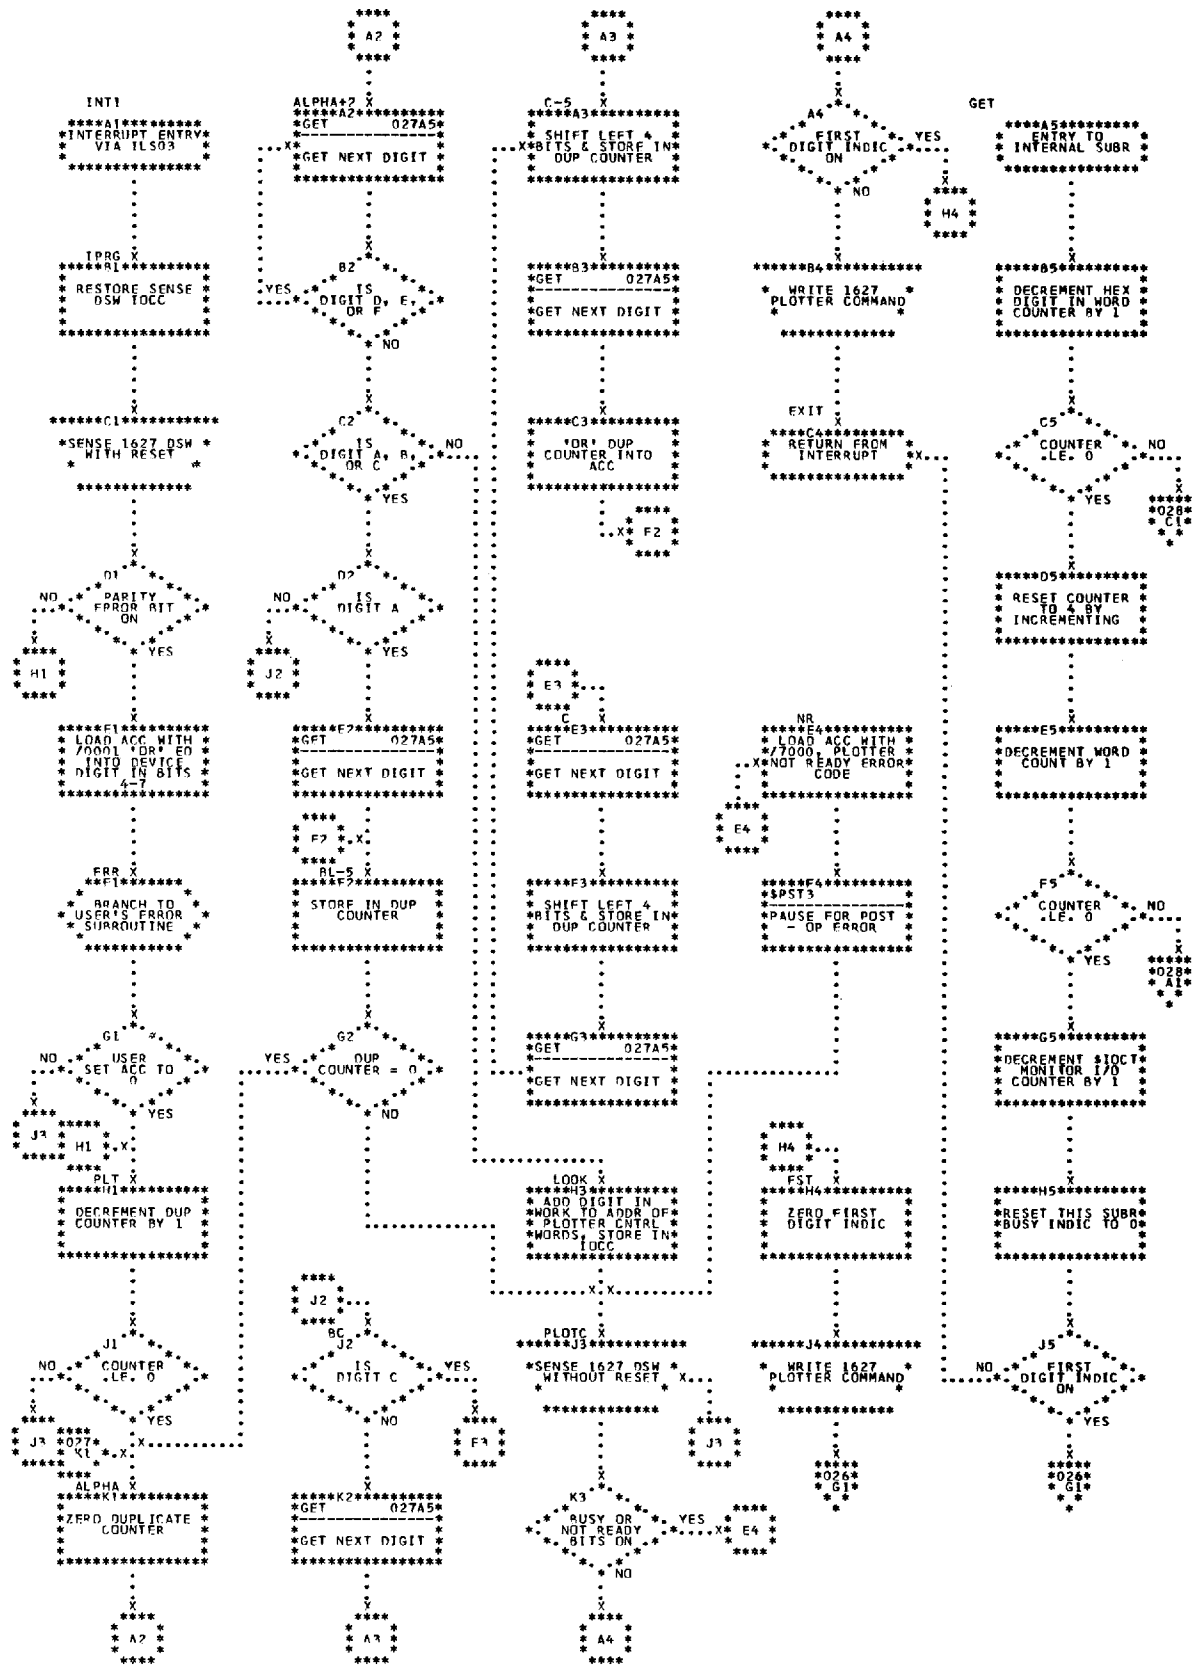 INT1
A1
INTERRUPT ENTRY
VIA ILS03
IPRG
B1
RESTORE SENSE
DSW IOCC
C1
SENSE 1627 DSW
WITH RESET
D1
PARITY
ERROR BIT
ON
NO
YES
H1
E1
LOAD ACC WITH
/0001 'OR' ED
INTO DEVICE
DIGIT IN BITS
4-7
ERR
F1
BRANCH TO
USER'S ERROR
SUBROUTINE
G1
USER
SET ACC TO
0
NO
YES
J3
H1
PLT
H1
DECREMENT DUP
COUNTER BY 1
J1
COUNTER
.LE. 0
NO
YES
J3
027
K1
ALPHA
K1
ZERO DUPLICATE
COUNTER
A2
A2
ALPHA+2
A2
GET 027A5
GET NEXT DIGIT
B2
IS
DIGIT D, E,
OR F
YES
NO
C2
IS
DIGIT A, B,
OR C
NO
YES
D2
IS
DIGIT A
NO
YES
J2
E2
GET 027A5
GET NEXT DIGIT
F2
BL-5
F2
STORE IN DUP
COUNTER
G2
DUP
COUNTER = 0
YES
NO
J2
BC
J2
IS
DIGIT C
YES
NO
E3
K2
GET 027A5
GET NEXT DIGIT
A3
A3
C-5
A3
SHIFT LEFT 4
BITS & STORE IN
DUP COUNTER
B3
GET 027A5
GET NEXT DIGIT
C3
'OR' DUP
COUNTER INTO
ACC
F2
E3
C
E3
GET 027A5
GET NEXT DIGIT
F3
SHIFT LEFT 4
BITS & STORE IN
DUP COUNTER
G3
GET 027A5
GET NEXT DIGIT
LOOK
H3
ADD DIGIT IN
WORK TO ADDR OF
PLOTTER CNTRL
WORDS, STORE IN
IOCC
PLOTC
J3
SENSE 1627 DSW
WITHOUT RESET
J3
K3
BUSY OR
NOT READY
BITS ON
YES
NO
E4
A4
A4
A4
FIRST
DIGIT INDIC
ON
YES
NO
H4
B4
WRITE 1627
PLOTTER COMMAND
EXIT
C4
RETURN FROM
INTERRUPT
NR
E4
LOAD ACC WITH
/7000, PLOTTER
NOT READY ERROR
CODE
E4
F4
$PST3
PAUSE FOR POST
- OP ERROR
H4
FST
H4
ZERO FIRST
DIGIT INDIC
J4
WRITE 1627
PLOTTER COMMAND
026
G1
GET
A5
ENTRY TO
INTERNAL SUBR
B5
DECREMENT HEX
DIGIT IN WORD
COUNTER BY 1
C5
COUNTER
.LE. 0
NO
YES
028
C1
D5
RESET COUNTER
TO 4 BY
INCREMENTING
E5
DECREMENT WORD
COUNT BY 1
F5
COUNTER
.LE. 0
NO
YES
028
A1
G5
DECREMENT $IOCT
MONITOR I/O
COUNTER BY 1
H5
RESET THIS SUBR
BUSY INDIC TO 0
J5
FIRST
DIGIT INDIC
ON
NO
YES
026
G1